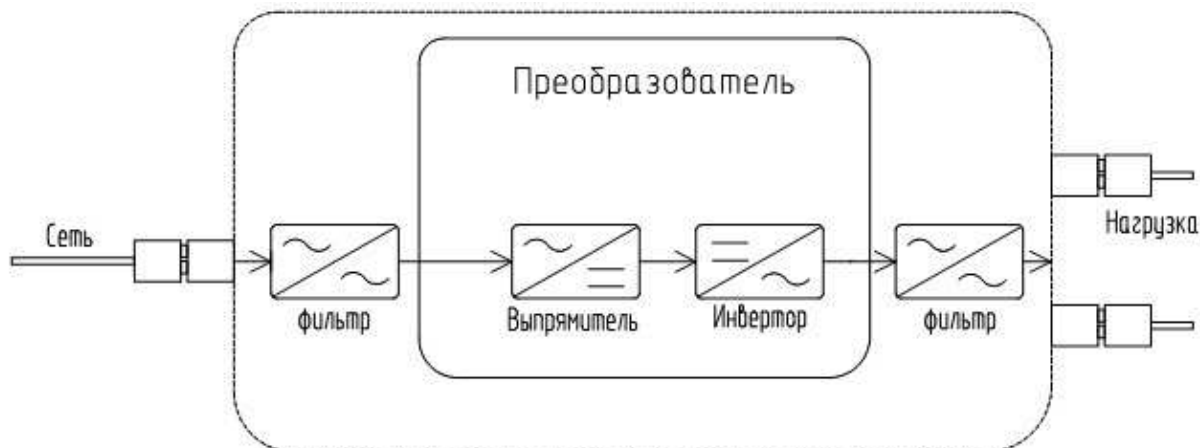 Преобразователь
Сеть
Нагрузка
фильтр
Выпрямитель
Инвертор
фильтр